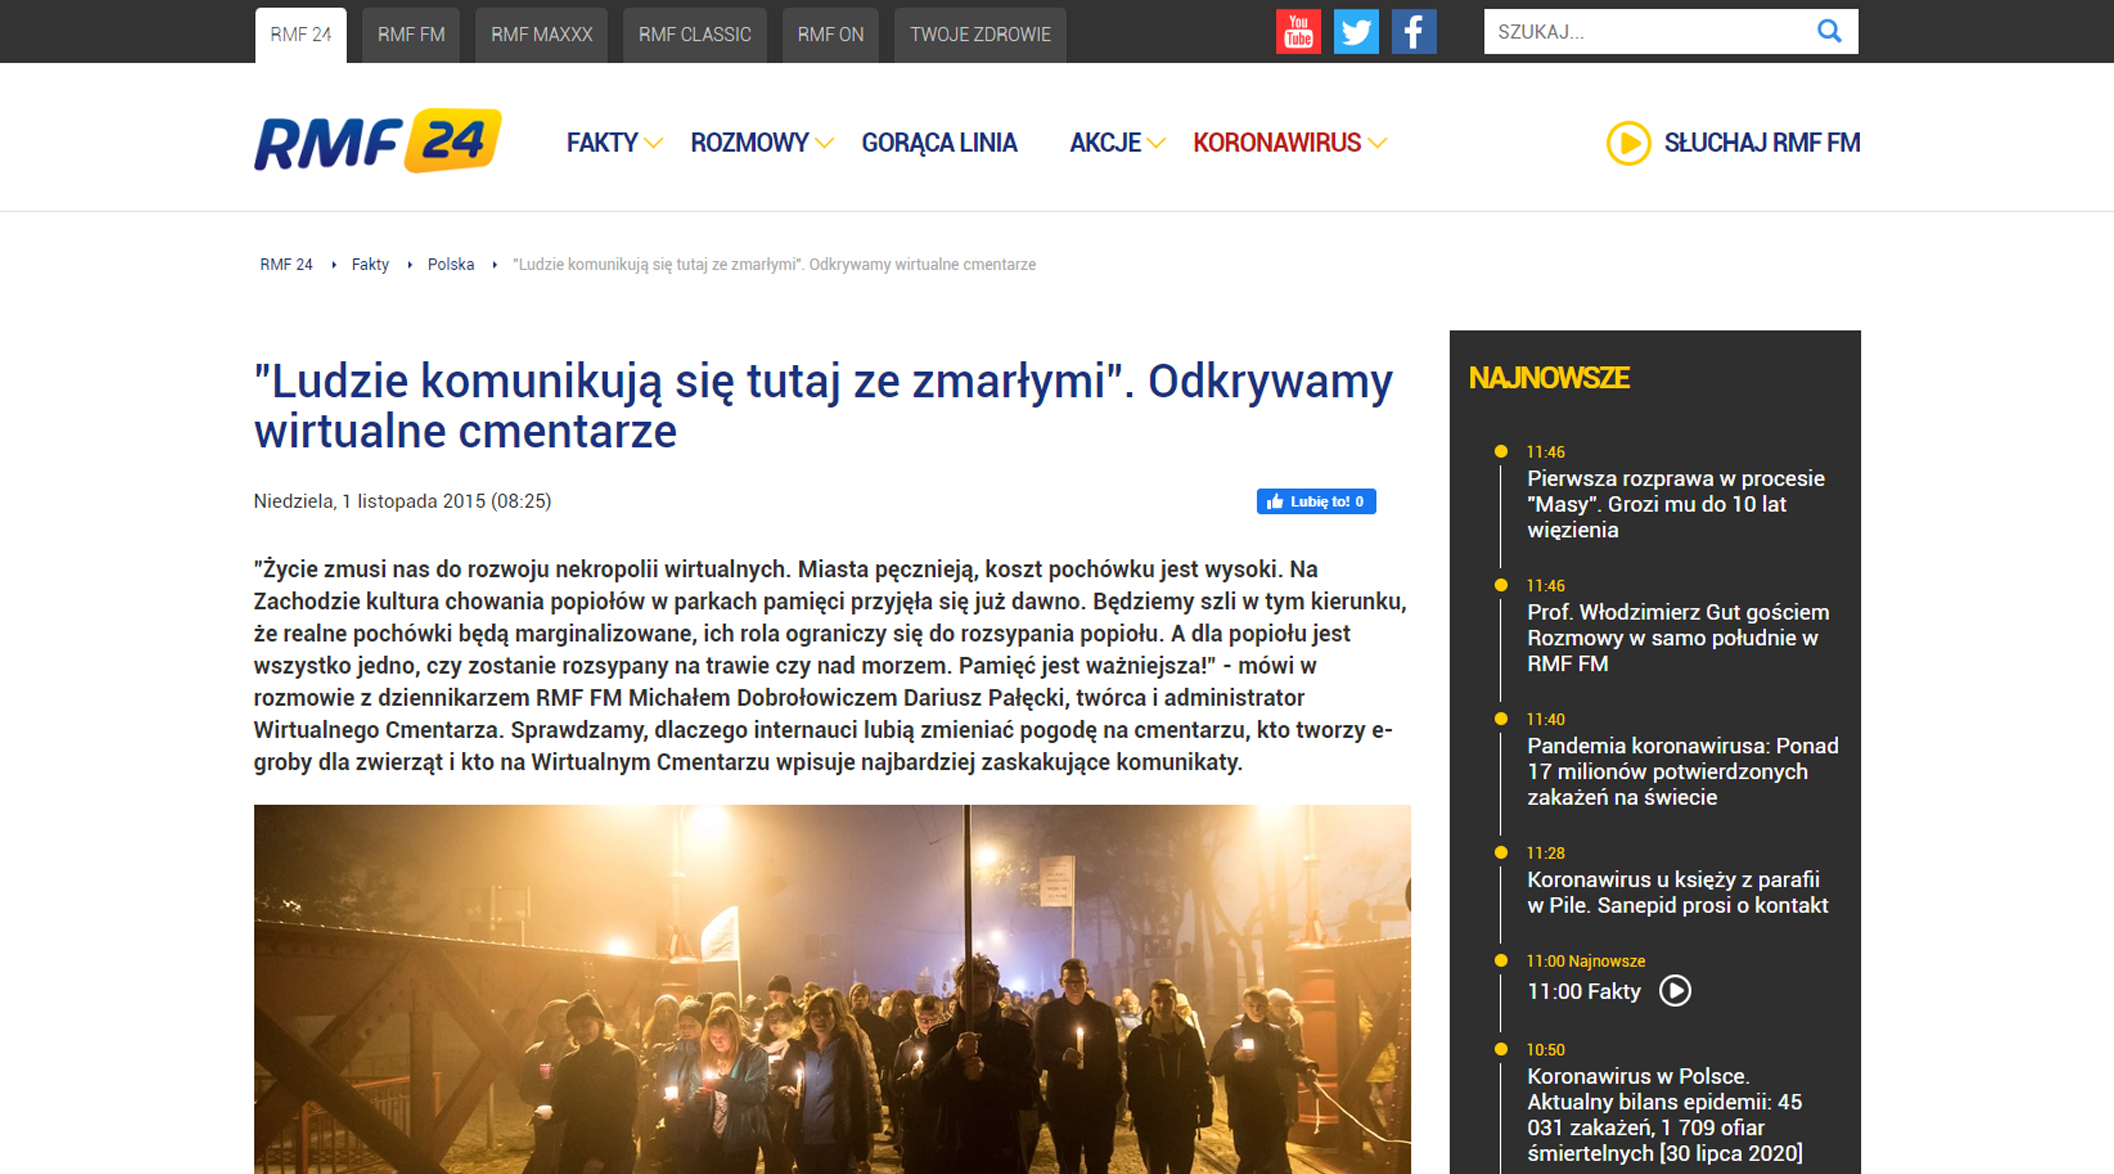 RMF 24
RMF FM
RMF MAXXX
RMF CLASSIC
RMF ON
TWOJE ZDROWIE
You
Tube
SZUKAJ...
RMF 24
FAKTY
ROZMOWY
GORĄCA LINIA
AKCJE
KORONAWIRUS
SŁUCHAJ RMF FM
RMF 24
Fakty
Polska
"Ludzie komunikują się tutaj ze zmarłymi". Odkrywamy wirtualne cmentarze
"Ludzie komunikują się tutaj ze zmarłymi". Odkrywamy
wirtualne cmentarze
Niedziela, 1 listopada 2015 (08:25)
Lubię to! 0
"Życie zmusi nas do rozwoju nekropolii wirtualnych. Miasta pęcznieją, koszt pochówku jest wysoki. Na
Zachodzie kultura chowania popiołów w parkach pamięci przyjęła się już dawno. Będziemy szli w tym kierunku,
że realne pochówki będą marginalizowane, ich rola ograniczy się do rozsypania popiołu. A dla popiołu jest
wszystko jedno, czy zostanie rozsypany na trawie czy nad morzem. Pamięć jest ważniejsza!" - mówi w
rozmowie z dziennikarzem RMF FM Michałem Dobrołowiczem Dariusz Pałęcki, twórca i administrator
Wirtualnego Cmentarza. Sprawdzamy, dlaczego internauci lubią zmieniać pogodę na cmentarzu, kto tworzy e-
groby dla zwierząt i kto na Wirtualnym Cmentarzu wpisuje najbardziej zaskakujące komunikaty.
NAJNOWSZE
11:46
Pierwsza rozprawa w procesie
"Masy". Grozi mu do 10 lat
więzienia
11:46
Prof. Włodzimierz Gut gościem
Rozmowy w samo południe w
RMF FM
11:40
Pandemia koronawirusa: Ponad
17 milionów potwierdzonych
zakażeń na świecie
11:28
Koronawirus u księży z parafii
w Pile. Sanepid prosi o kontakt
11:00 Najnowsze
11:00 Fakty
10:50
Koronawirus w Polsce.
Aktualny bilans epidemii: 45
031 zakażeń, 1 709 ofiar
śmiertelnych [30 lipca 2020]